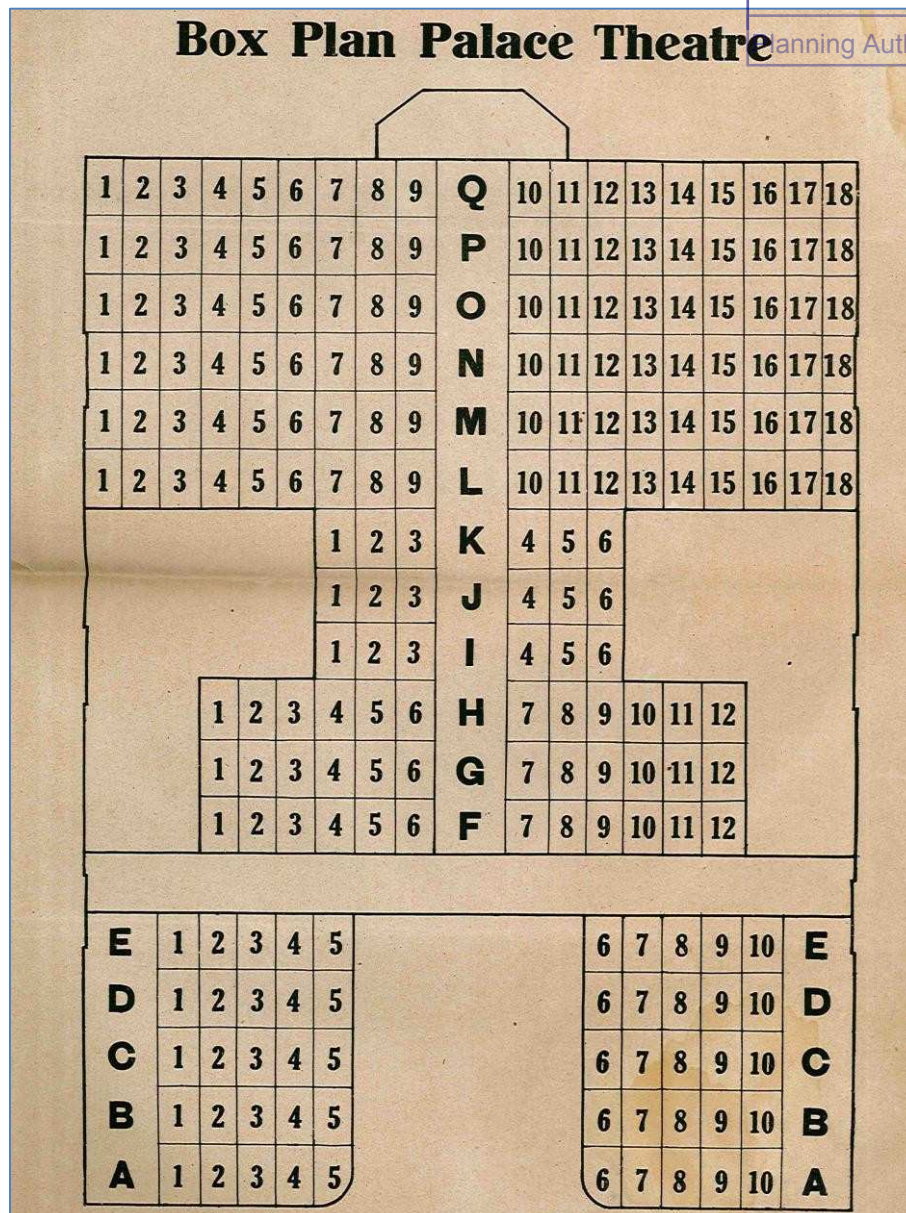 Box Plan Palace Theatre
Planning Auth
1 2 3 4 5 6 7 8 9 Q 10 11 12 13 14 15 16 17 18
1 2 3 4 5 6 7 8 9 P 10 11 12 13 14 15 16 17 18
1 2 3 4 5 6 7 8 9 O 10 11 12 13 14 15 16 17 18
1 2 3 4 5 6 7 8 9 N 10 11 12 13 14 15 16 17 18
1 2 3 4 5 6 7 8 9 M 10 11 12 13 14 15 16 17 18
1 2 3 4 5 6 7 8 9 L 10 11 12 13 14 15 16 17 18
1 2 3 K 4 5 6
1 2 3 J 4 5 6
1 2 3 I 4 5 6
1 2 3 4 5 6 H 7 8 9 10 11 12
1 2 3 4 5 6 G 7 8 9 10 11 12
1 2 3 4 5 6 F 7 8 9 10 11 12
E 1 2 3 4 5 6 7 8 9 10 E
D 1 2 3 4 5 6 7 8 9 10 D
C 1 2 3 4 5 6 7 8 9 10 C
B 1 2 3 4 5 6 7 8 9 10 B
A 1 2 3 4 5 6 7 8 9 10 A